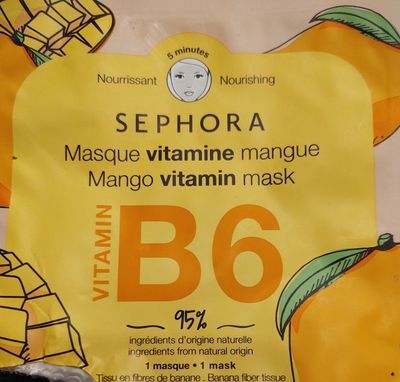 5 minutes
Nourrissant Nourishing
SEPHORA
Masque vitamine mangue
Mango vitamin mask
VITAMIN
B6
95%
ingrédients d'origine naturelle
ingredients from natural origin
1 masque • 1 mask
Tissu en fibres de banane . Banana fiber tissue